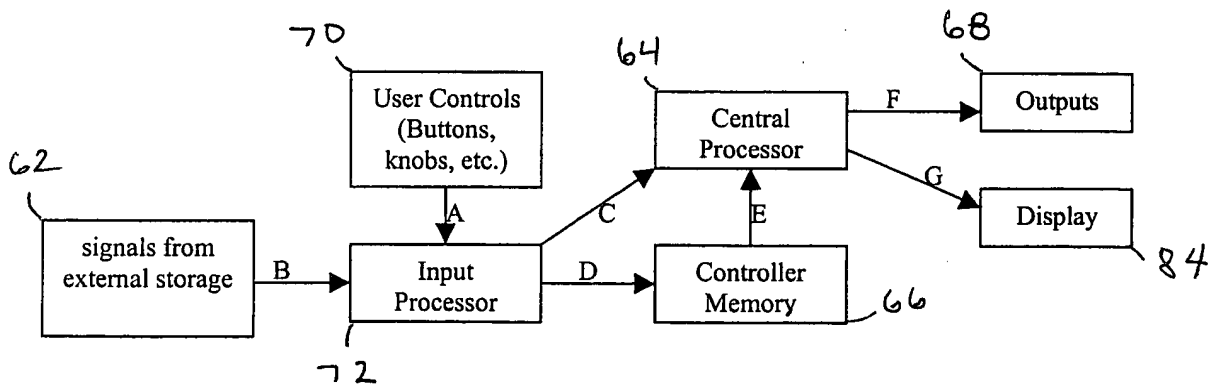 70
User Controls
(Buttons,
knobs, etc.)
64
Central
Processor
68
Outputs
F
G
Display
84
62
signals from
external storage
A
B
C
D
E
Input
Processor
72
Controller
Memory
66